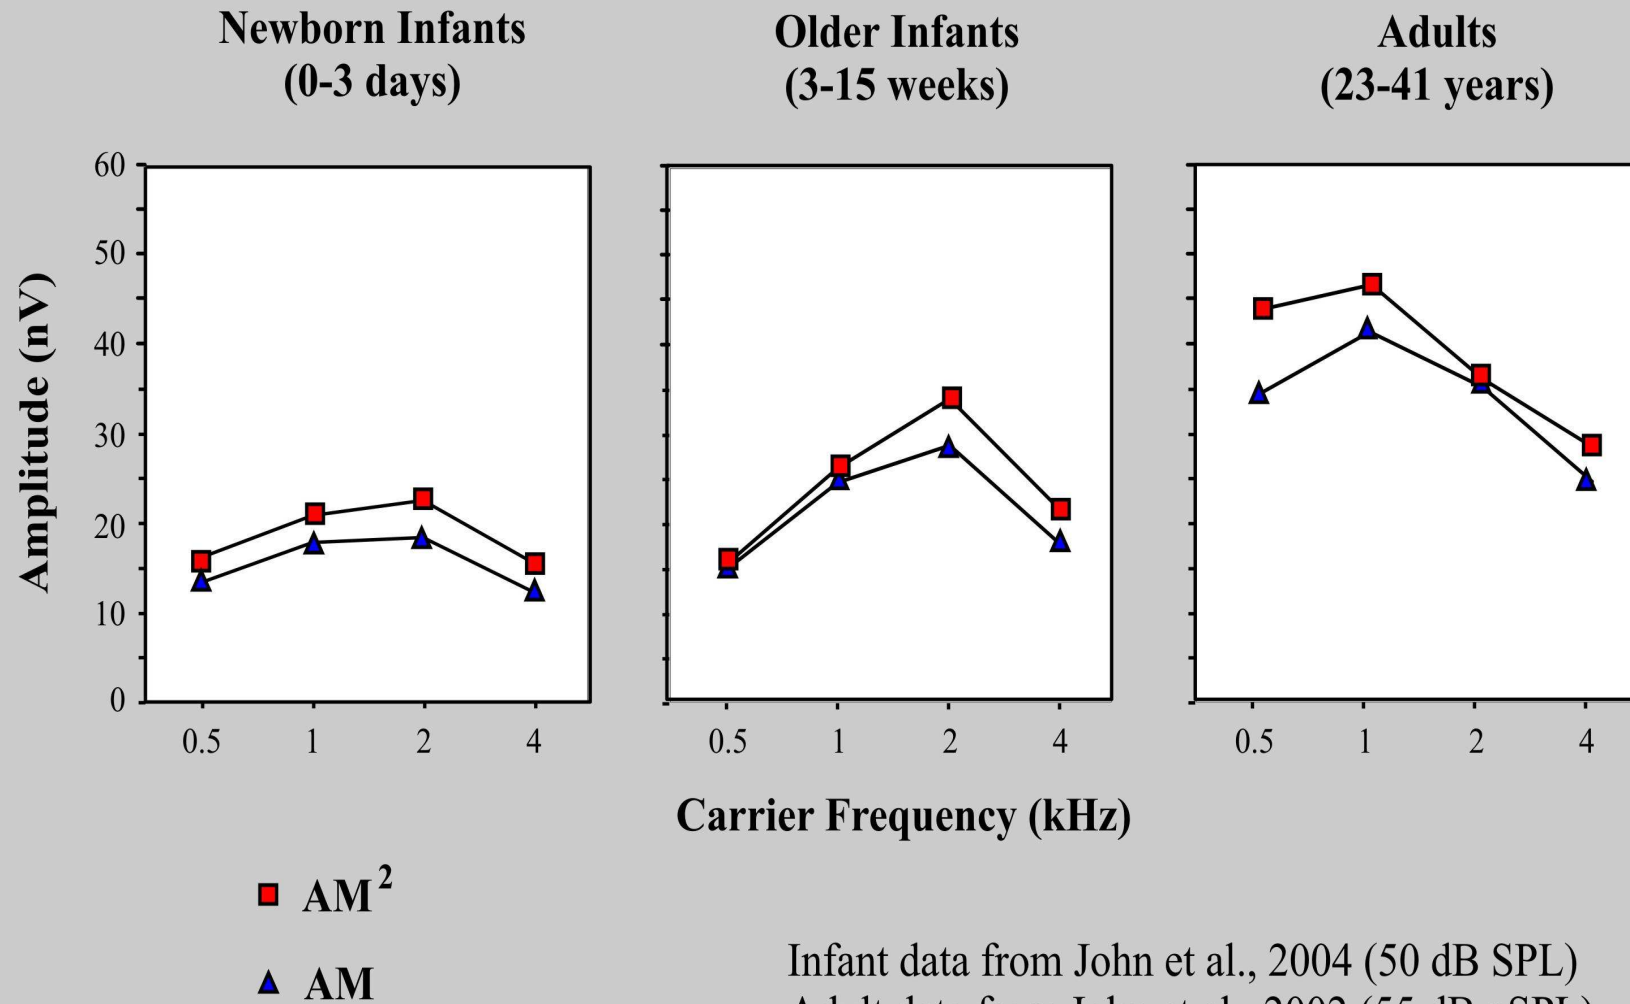 Newborn Infants
(0-3 days)
Older Infants
(3-15 weeks)
Adults
(23-41 years)
Amplitude (nV)
60
50
40
30
20
10
0
0.5 1 2 4
0.5 1 2 4
0.5 1 2 4
Carrier Frequency (kHz)
AM²
AM
Infant data from John et al., 2004 (50 dB SPL)